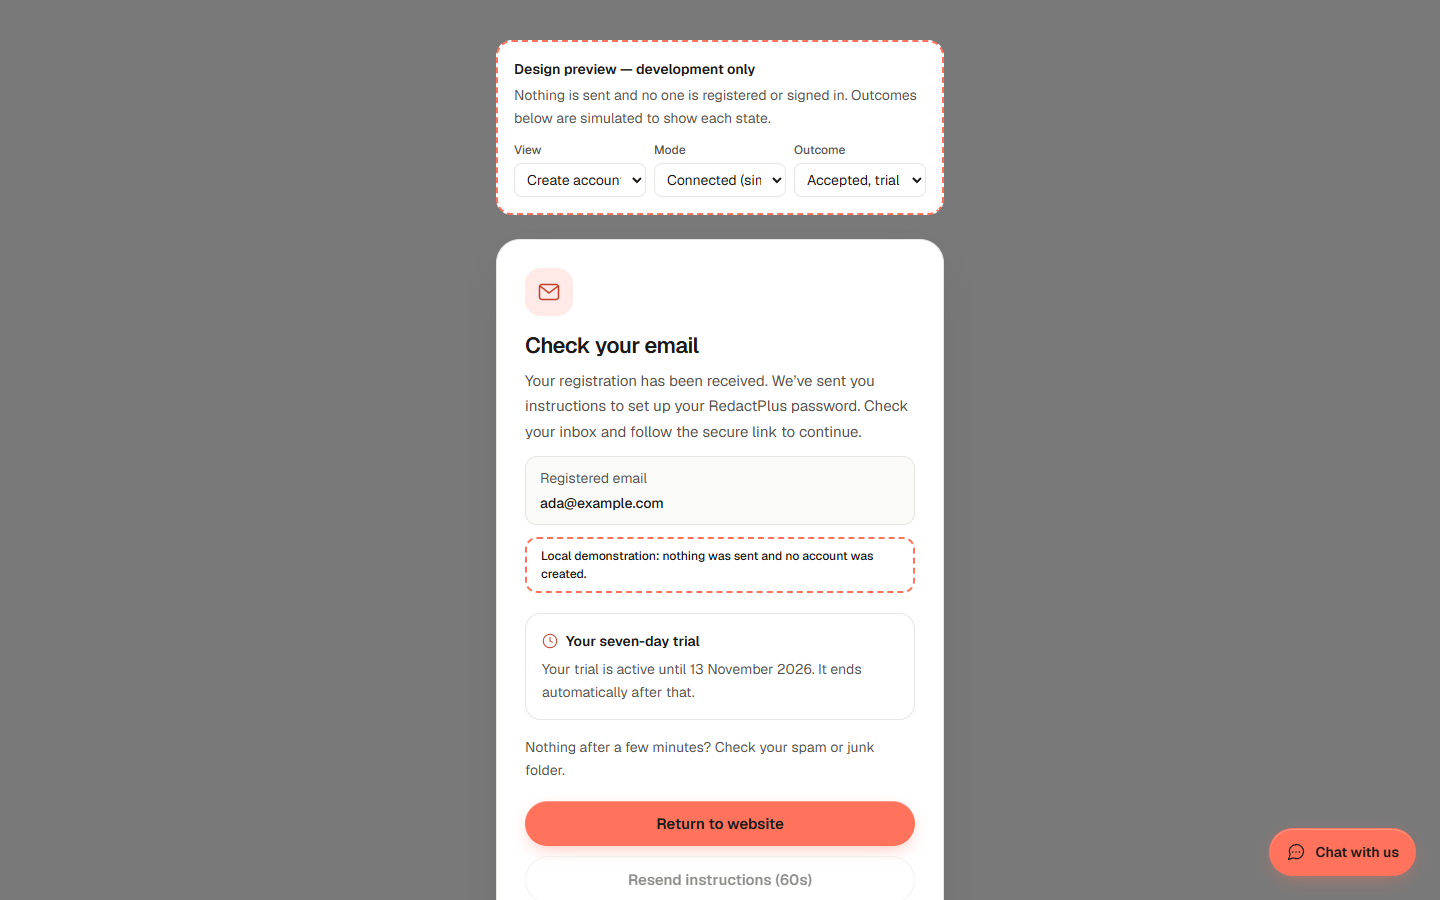 Design preview — development only
Nothing is sent and no one is registered or signed in. Outcomes
below are simulated to show each state.
View Mode Outcome
Create accoun Connected (sin Accepted, trial
Check your email
Your registration has been received. We’ve sent you
instructions to set up your RedactPlus password. Check
your inbox and follow the secure link to continue.
Registered email
ada@example.com
Local demonstration: nothing was sent and no account was
created.
Your seven-day trial
Your trial is active until 13 November 2026. It ends
automatically after that.
Nothing after a few minutes? Check your spam or junk
folder.
Return to website
Chat with us
Resend instructions (60s)